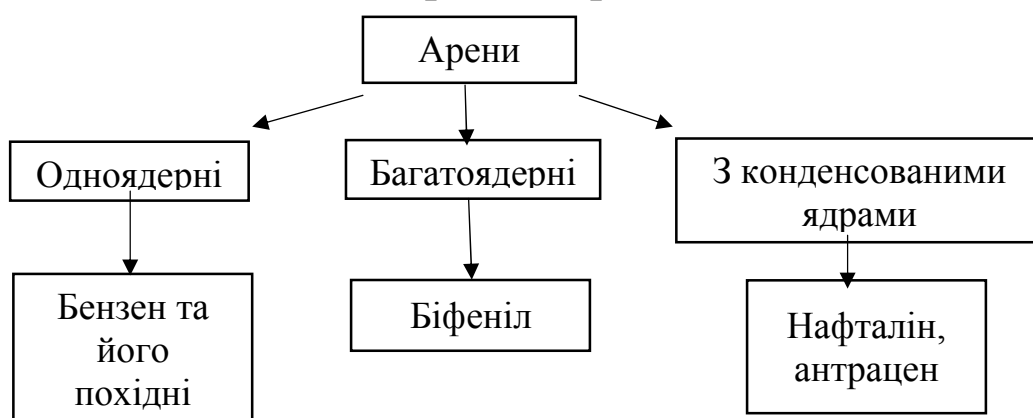 Арени
Одноядерні
Багатоядерні
З конденсованими
ядрами
Бензен та
його
похідні
Біфеніл
Нафталін,
антрацен